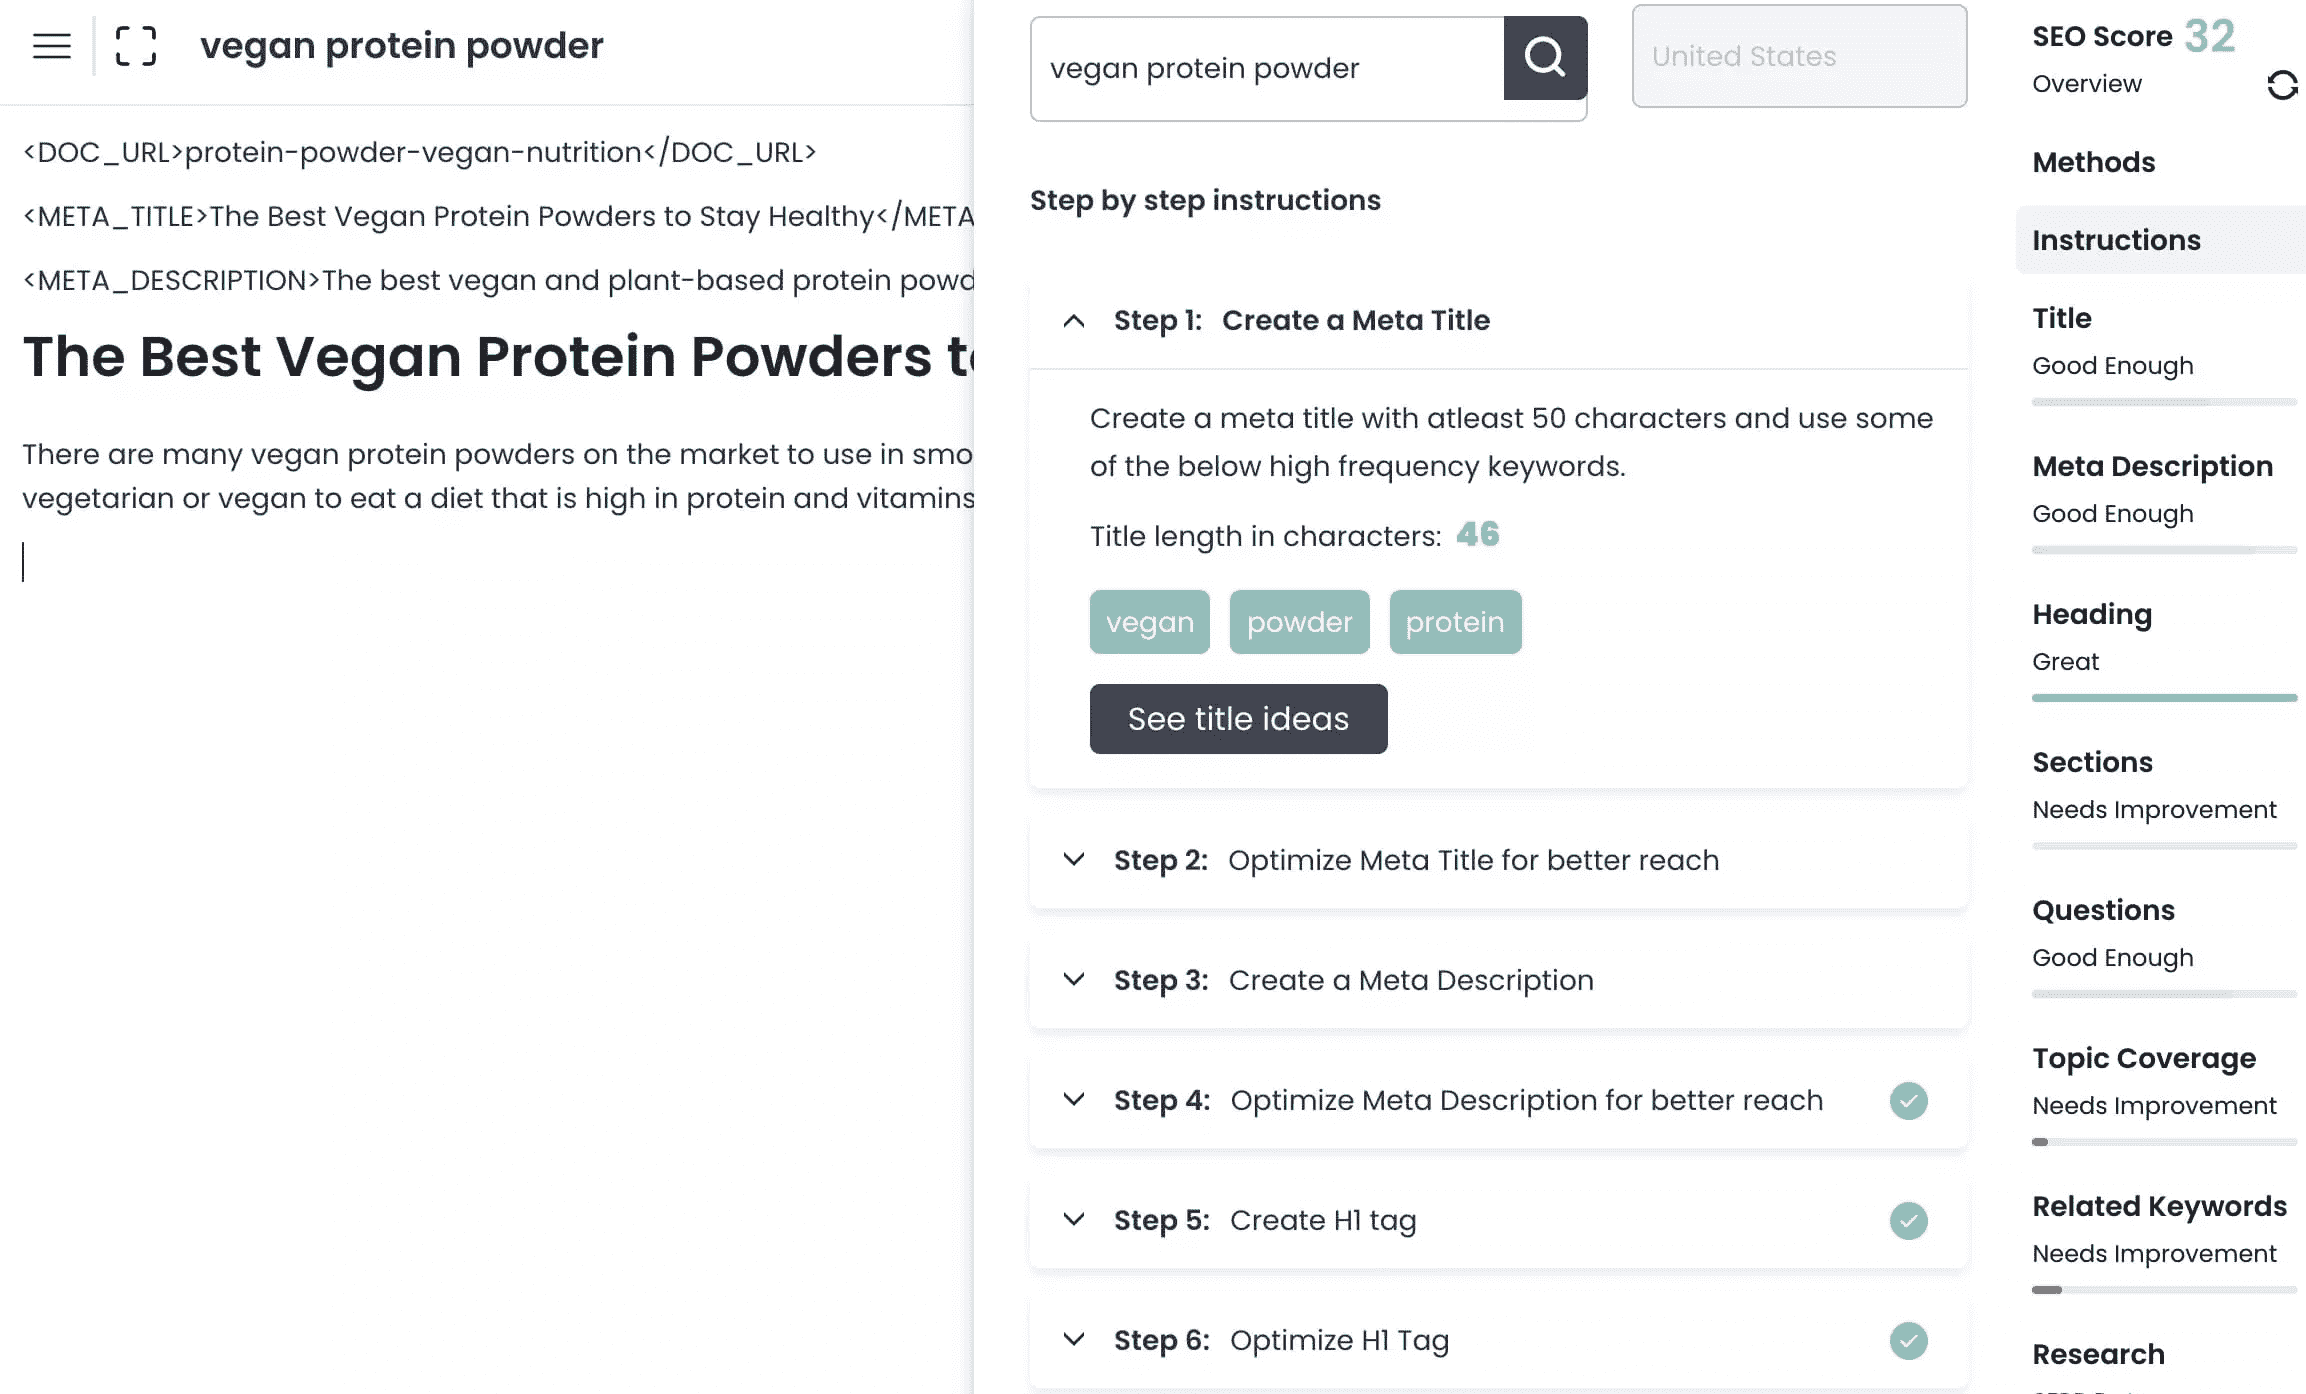 vegan protein powder
<DOC_URL>protein-powder-vegan-nutrition</DOC_URL>
<META_TITLE>The Best Vegan Protein Powders to Stay Healthy</META
<META_DESCRIPTION>The best vegan and plant-based protein powd
The Best Vegan Protein Powders to
There are many vegan protein powders on the market to use in smo
vegetarian or vegan to eat a diet that is high in protein and vitamins
vegan protein powder
United States
Step by step instructions
Step 1: Create a Meta Title
Create a meta title with atleast 50 characters and use some
of the below high frequency keywords.
Title length in characters: 46
vegan powder protein
See title ideas
Step 2: Optimize Meta Title for better reach
Step 3: Create a Meta Description
Step 4: Optimize Meta Description for better reach
Step 5: Create H1 tag
Step 6: Optimize H1 Tag
SEO Score 32
Overview
Methods
Instructions
Title
Good Enough
Meta Description
Good Enough
Heading
Great
Sections
Needs Improvement
Questions
Good Enough
Topic Coverage
Needs Improvement
Related Keywords
Needs Improvement
Research